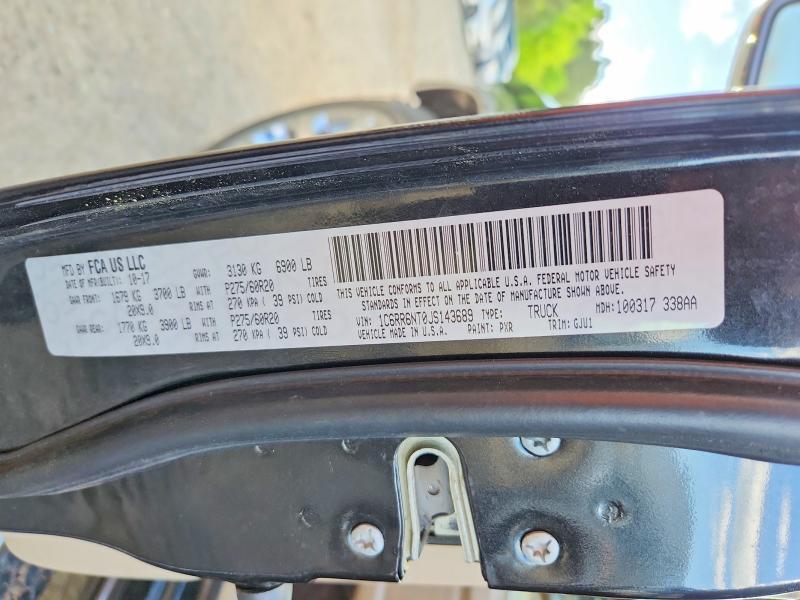 MFD BY FCA US LLC
DATE OF MFR(BUILT): 10-17 GVWR: 3130 KG 6900 LB
GAWR FRONT: 1679 KG 3700 LB WITH P275/60R20 TIRES
20X9.0 RIMS AT 270 KPA ( 39 PSI) COLD
GAWR REAR: 1770 KG 3900 LB WITH P275/60R20 TIRES
20X9.0 RIMS AT 270 KPA ( 39 PSI) COLD
THIS VEHICLE CONFORMS TO ALL APPLICABLE U.S.A. FEDERAL MOTOR VEHICLE SAFETY
STANDARDS IN EFFECT ON THE DATE OF MANUFACTURE SHOWN ABOVE.
VIN: 1C6RR6NT0JS143689 TYPE: TRUCK MDH:100317 338AA
VEHICLE MADE IN U.S.A. PAINT: PXR TRIM: GJU1